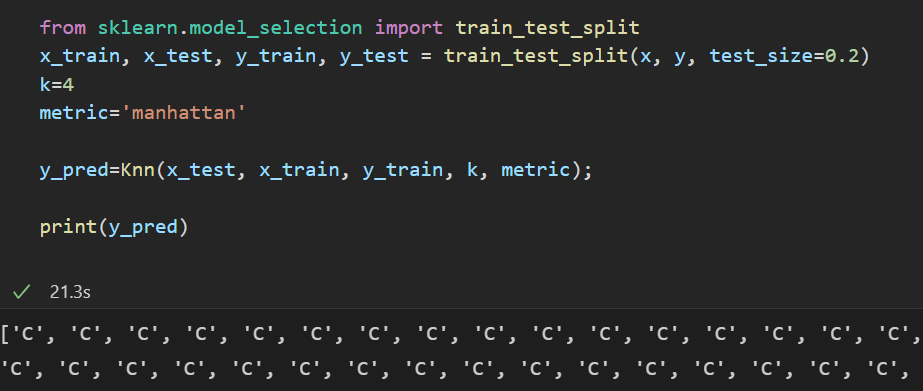 from sklearn.model_selection import train_test_split
x_train, x_test, y_train, y_test = train_test_split(x, y, test_size=0.2)
k=4
metric='manhattan'
y_pred=Knn(x_test, x_train, y_train, k, metric);
print(y_pred)
21.3s
['C', 'C', 'C', 'C', 'C', 'C', 'C', 'C', 'C', 'C', 'C', 'C', 'C', 'C', 'C', 'C',
'C', 'C', 'C', 'C', 'C', 'C', 'C', 'C', 'C', 'C', 'C', 'C', 'C', 'C', 'C', 'C',